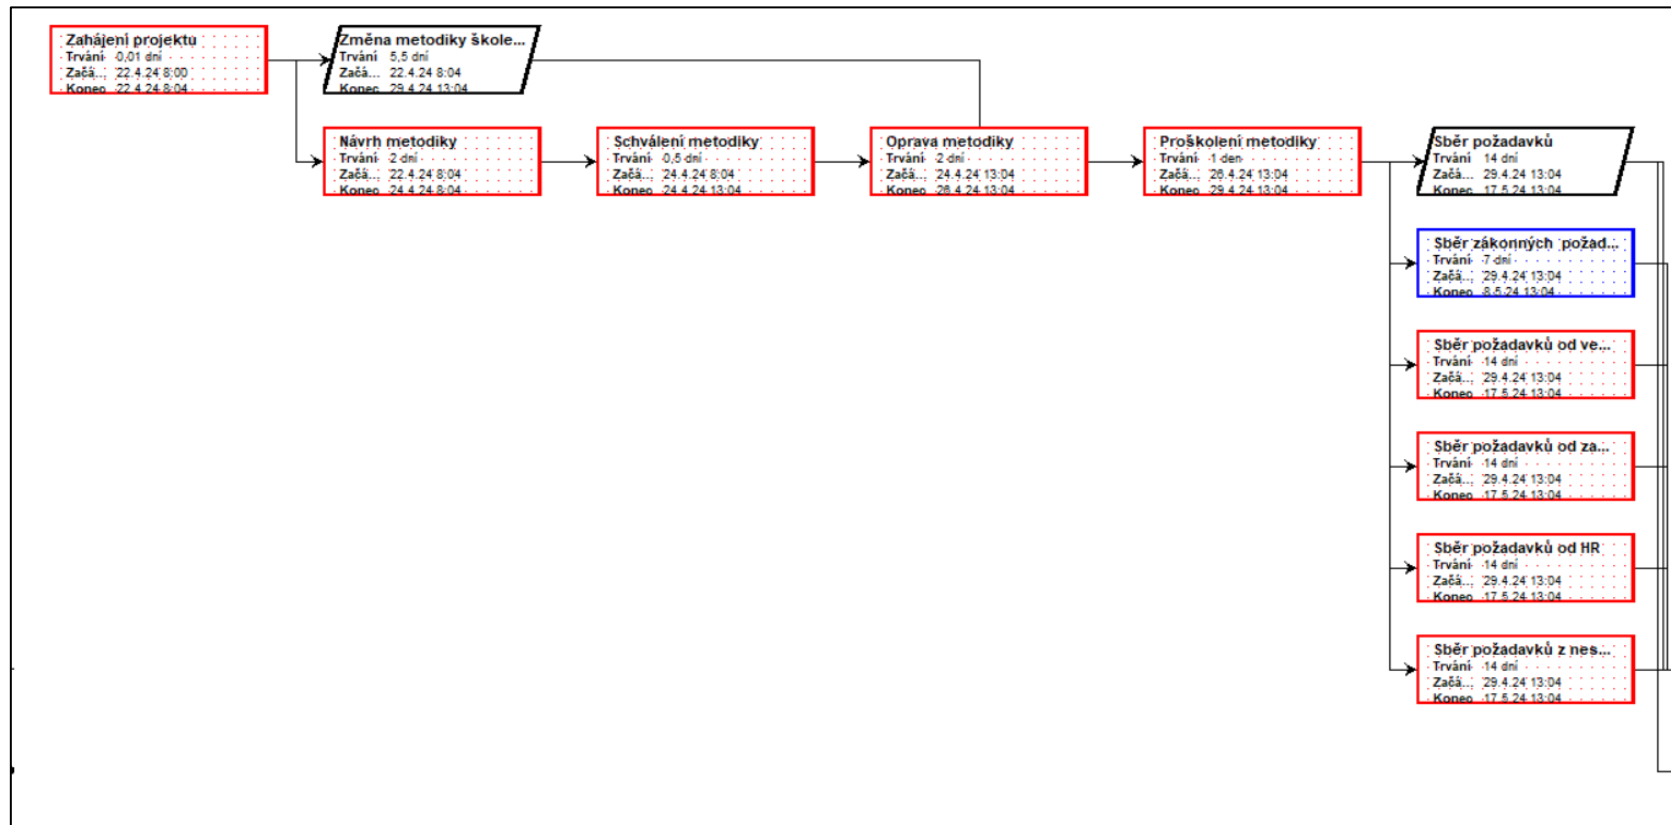 Zahájení projektu
Trvání 0,01 dní
Začá... 22.4.24 8:00
Konec 22.4.24 8:04
Změna metodiky škole...
Trvání 5,5 dní
Začá... 22.4.24 8:04
Konec 29.4.24 13:04
Návrh metodiky
Trvání 2 dní
Začá... 22.4.24 8:04
Konec 24.4.24 8:04
Schválení metodiky
Trvání 0,5 dní
Začá... 24.4.24 8:04
Konec 24.4.24 13:04
Oprava metodiky
Trvání 2 dní
Začá... 24.4.24 13:04
Konec 26.4.24 13:04
Proškolení metodiky
Trvání 1 den
Začá... 26.4.24 13:04
Konec 29.4.24 13:04
Sběr požadavků
Trvání 14 dní
Začá... 29.4.24 13:04
Konec 17.5.24 13:04
Sběr zákonných požad...
Trvání 7 dní
Začá... 29.4.24 13:04
Konec 8.5.24 13:04
Sběr požadavků od ve...
Trvání 14 dní
Začá... 29.4.24 13:04
Konec 17.5.24 13:04
Sběr požadavků od za...
Trvání 14 dní
Začá... 29.4.24 13:04
Konec 17.5.24 13:04
Sběr požadavků od HR
Trvání 14 dní
Začá... 29.4.24 13:04
Konec 17.5.24 13:04
Sběr požadavků z nes...
Trvání 14 dní
Začá... 29.4.24 13:04
Konec 17.5.24 13:04